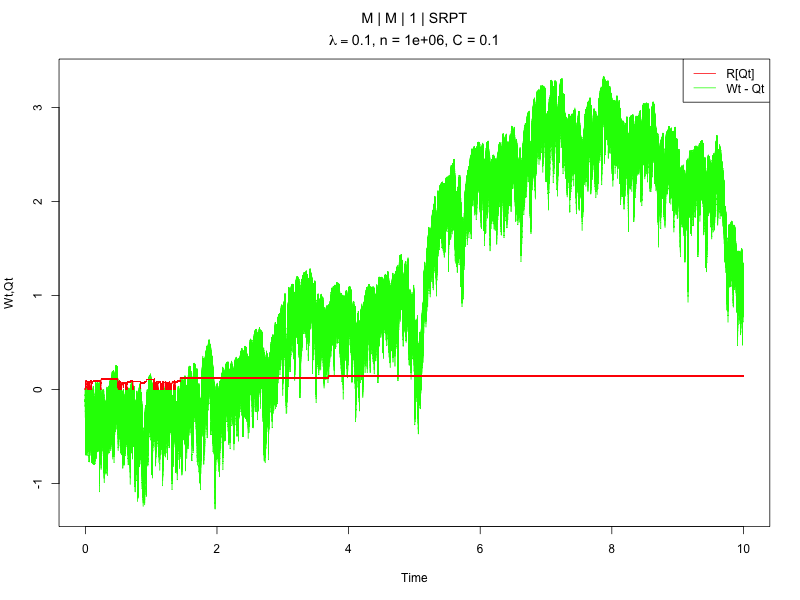 M | M | 1 | SRPT
λ = 0.1, n = 1e+06, C = 0.1
R[Qt]
Wt - Qt
Wt,Qt
3
2
1
0
-1
0 2 4 6 8 10
Time